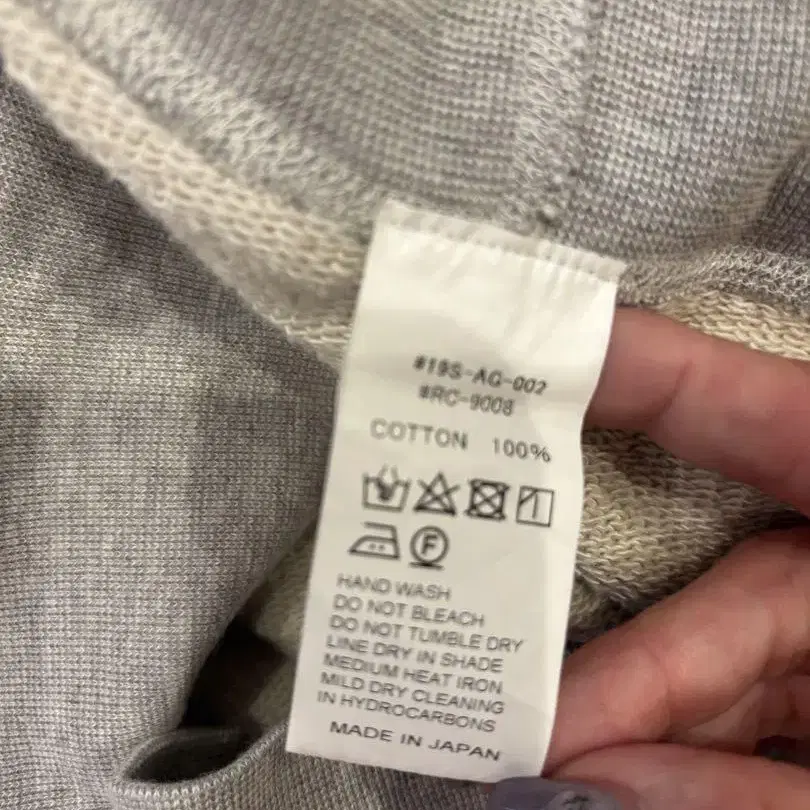 #19S-AG-002
#RC-9008
COTTON 100%
F
HAND WASH
DO NOT BLEACH
DO NOT TUMBLE DRY
LINE DRY IN SHADE
MEDIUM HEAT IRON
MILD DRY CLEANING
IN HYDROCARBONS
MADE IN JAPAN